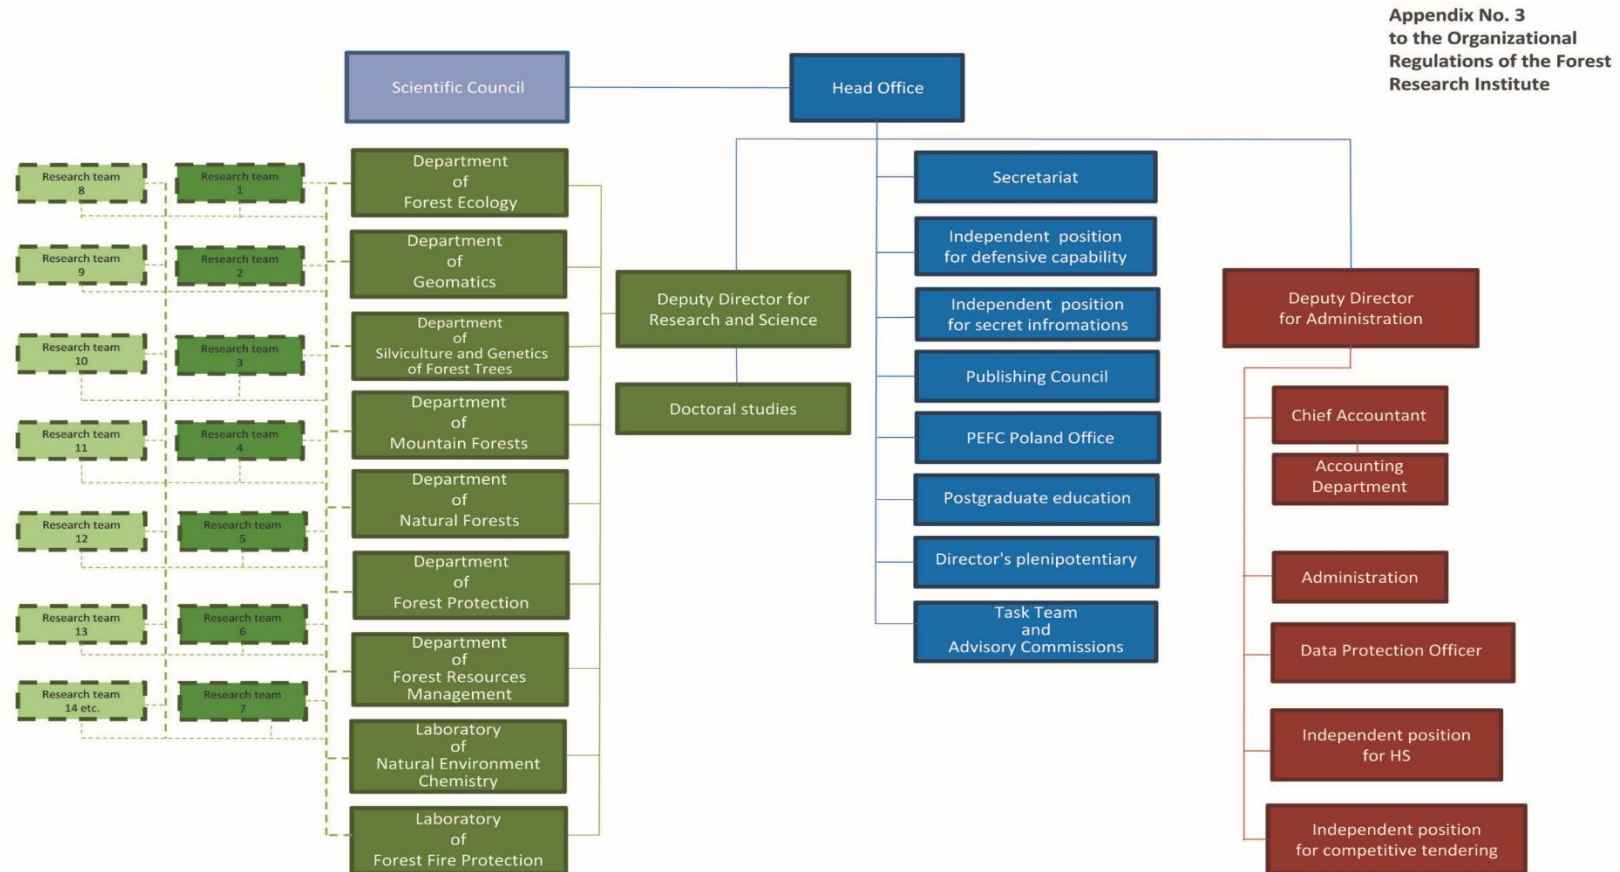 Appendix No. 3
to the Organizational
Regulations of the Forest
Research Institute
Scientific Council
Head Office
Research team
8
Research team
1
Department
of
Forest Ecology
Secretariat
Research team
9
Research team
2
Department
of
Geomatics
Independent position
for defensive capability
Deputy Director for
Research and Science
Independent position
for secret infromations
Deputy Director
for Administration
Research team
10
Research team
3
Department
of
Silviculture and Genetics
of Forest Trees
Publishing Council
Doctoral studies
Chief Accountant
Research team
11
Research team
4
Department
of
Mountain Forests
PEFC Poland Office
Accounting
Department
Research team
12
Research team
5
Department
of
Natural Forests
Postgraduate education
Director's plenipotentiary
Administration
Department
of
Forest Protection
Research team
13
Research team
6
Task Team
and
Advisory Commissions
Data Protection Officer
Department
of
Forest Resources
Management
Research team
14 etc.
Research team
7
Laboratory
of
Natural Environment
Chemistry
Independent position
for HS
Laboratory
of
Forest Fire Protection
Independent position
for competitive tendering